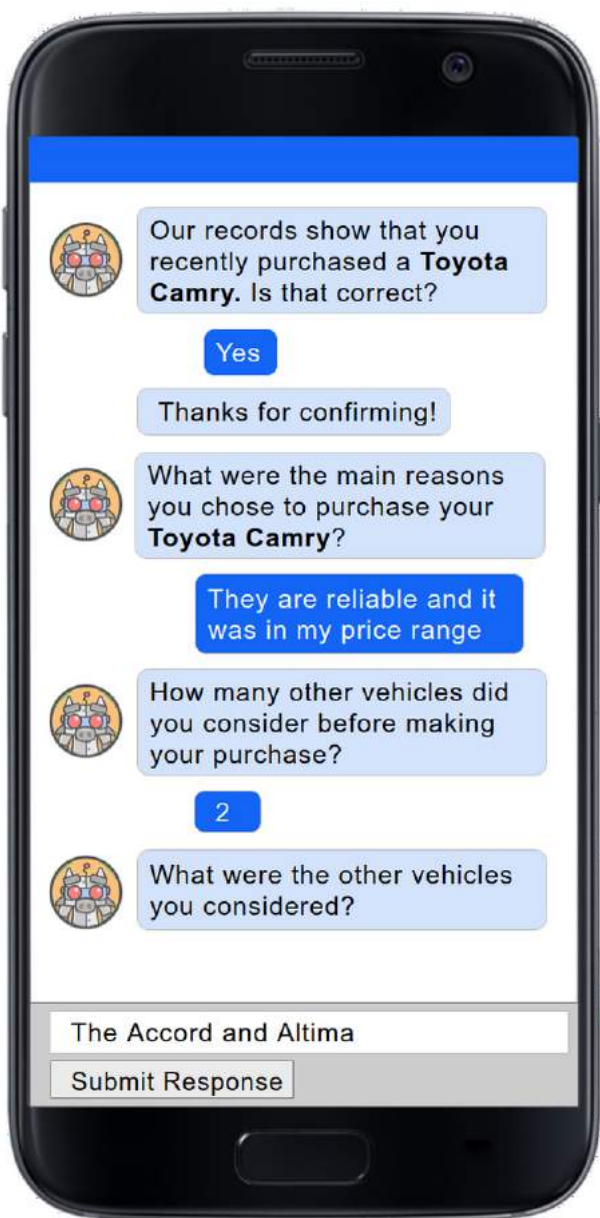 Our records show that you
recently purchased a Toyota
Camry. Is that correct?
Yes
Thanks for confirming!
What were the main reasons
you chose to purchase your
Toyota Camry?
They are reliable and it
was in my price range
How many other vehicles did
you consider before making
your purchase?
2
What were the other vehicles
you considered?
The Accord and Altima
Submit Response